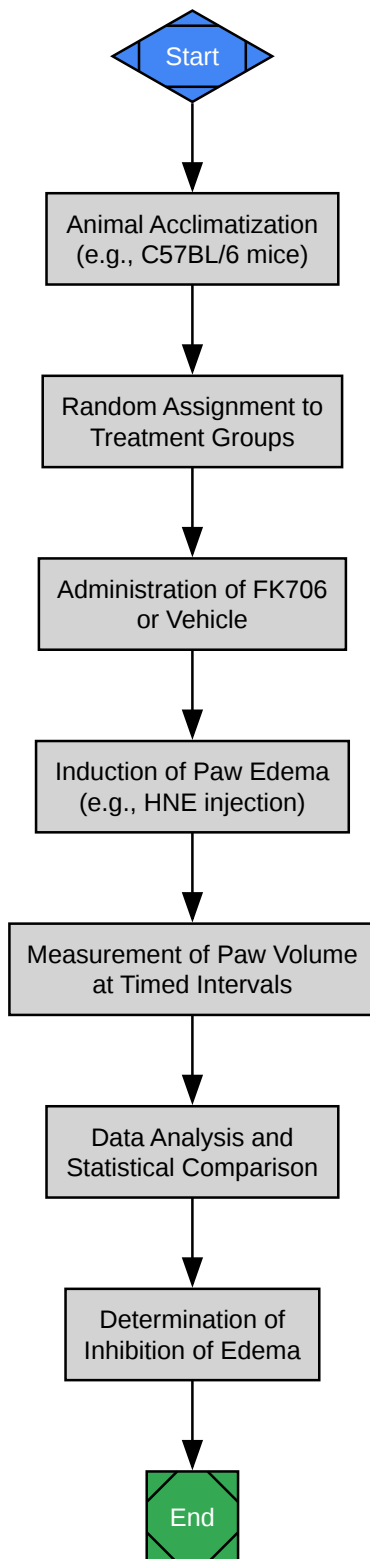 Start
Animal Acclimatization
(e.g., C57BL/6 mice)
Random Assignment to
Treatment Groups
Administration of FK706
or Vehicle
Induction of Paw Edema
(e.g., HNE injection)
Measurement of Paw Volume
at Timed Intervals
Data Analysis and
Statistical Comparison
Determination of
Inhibition of Edema
End